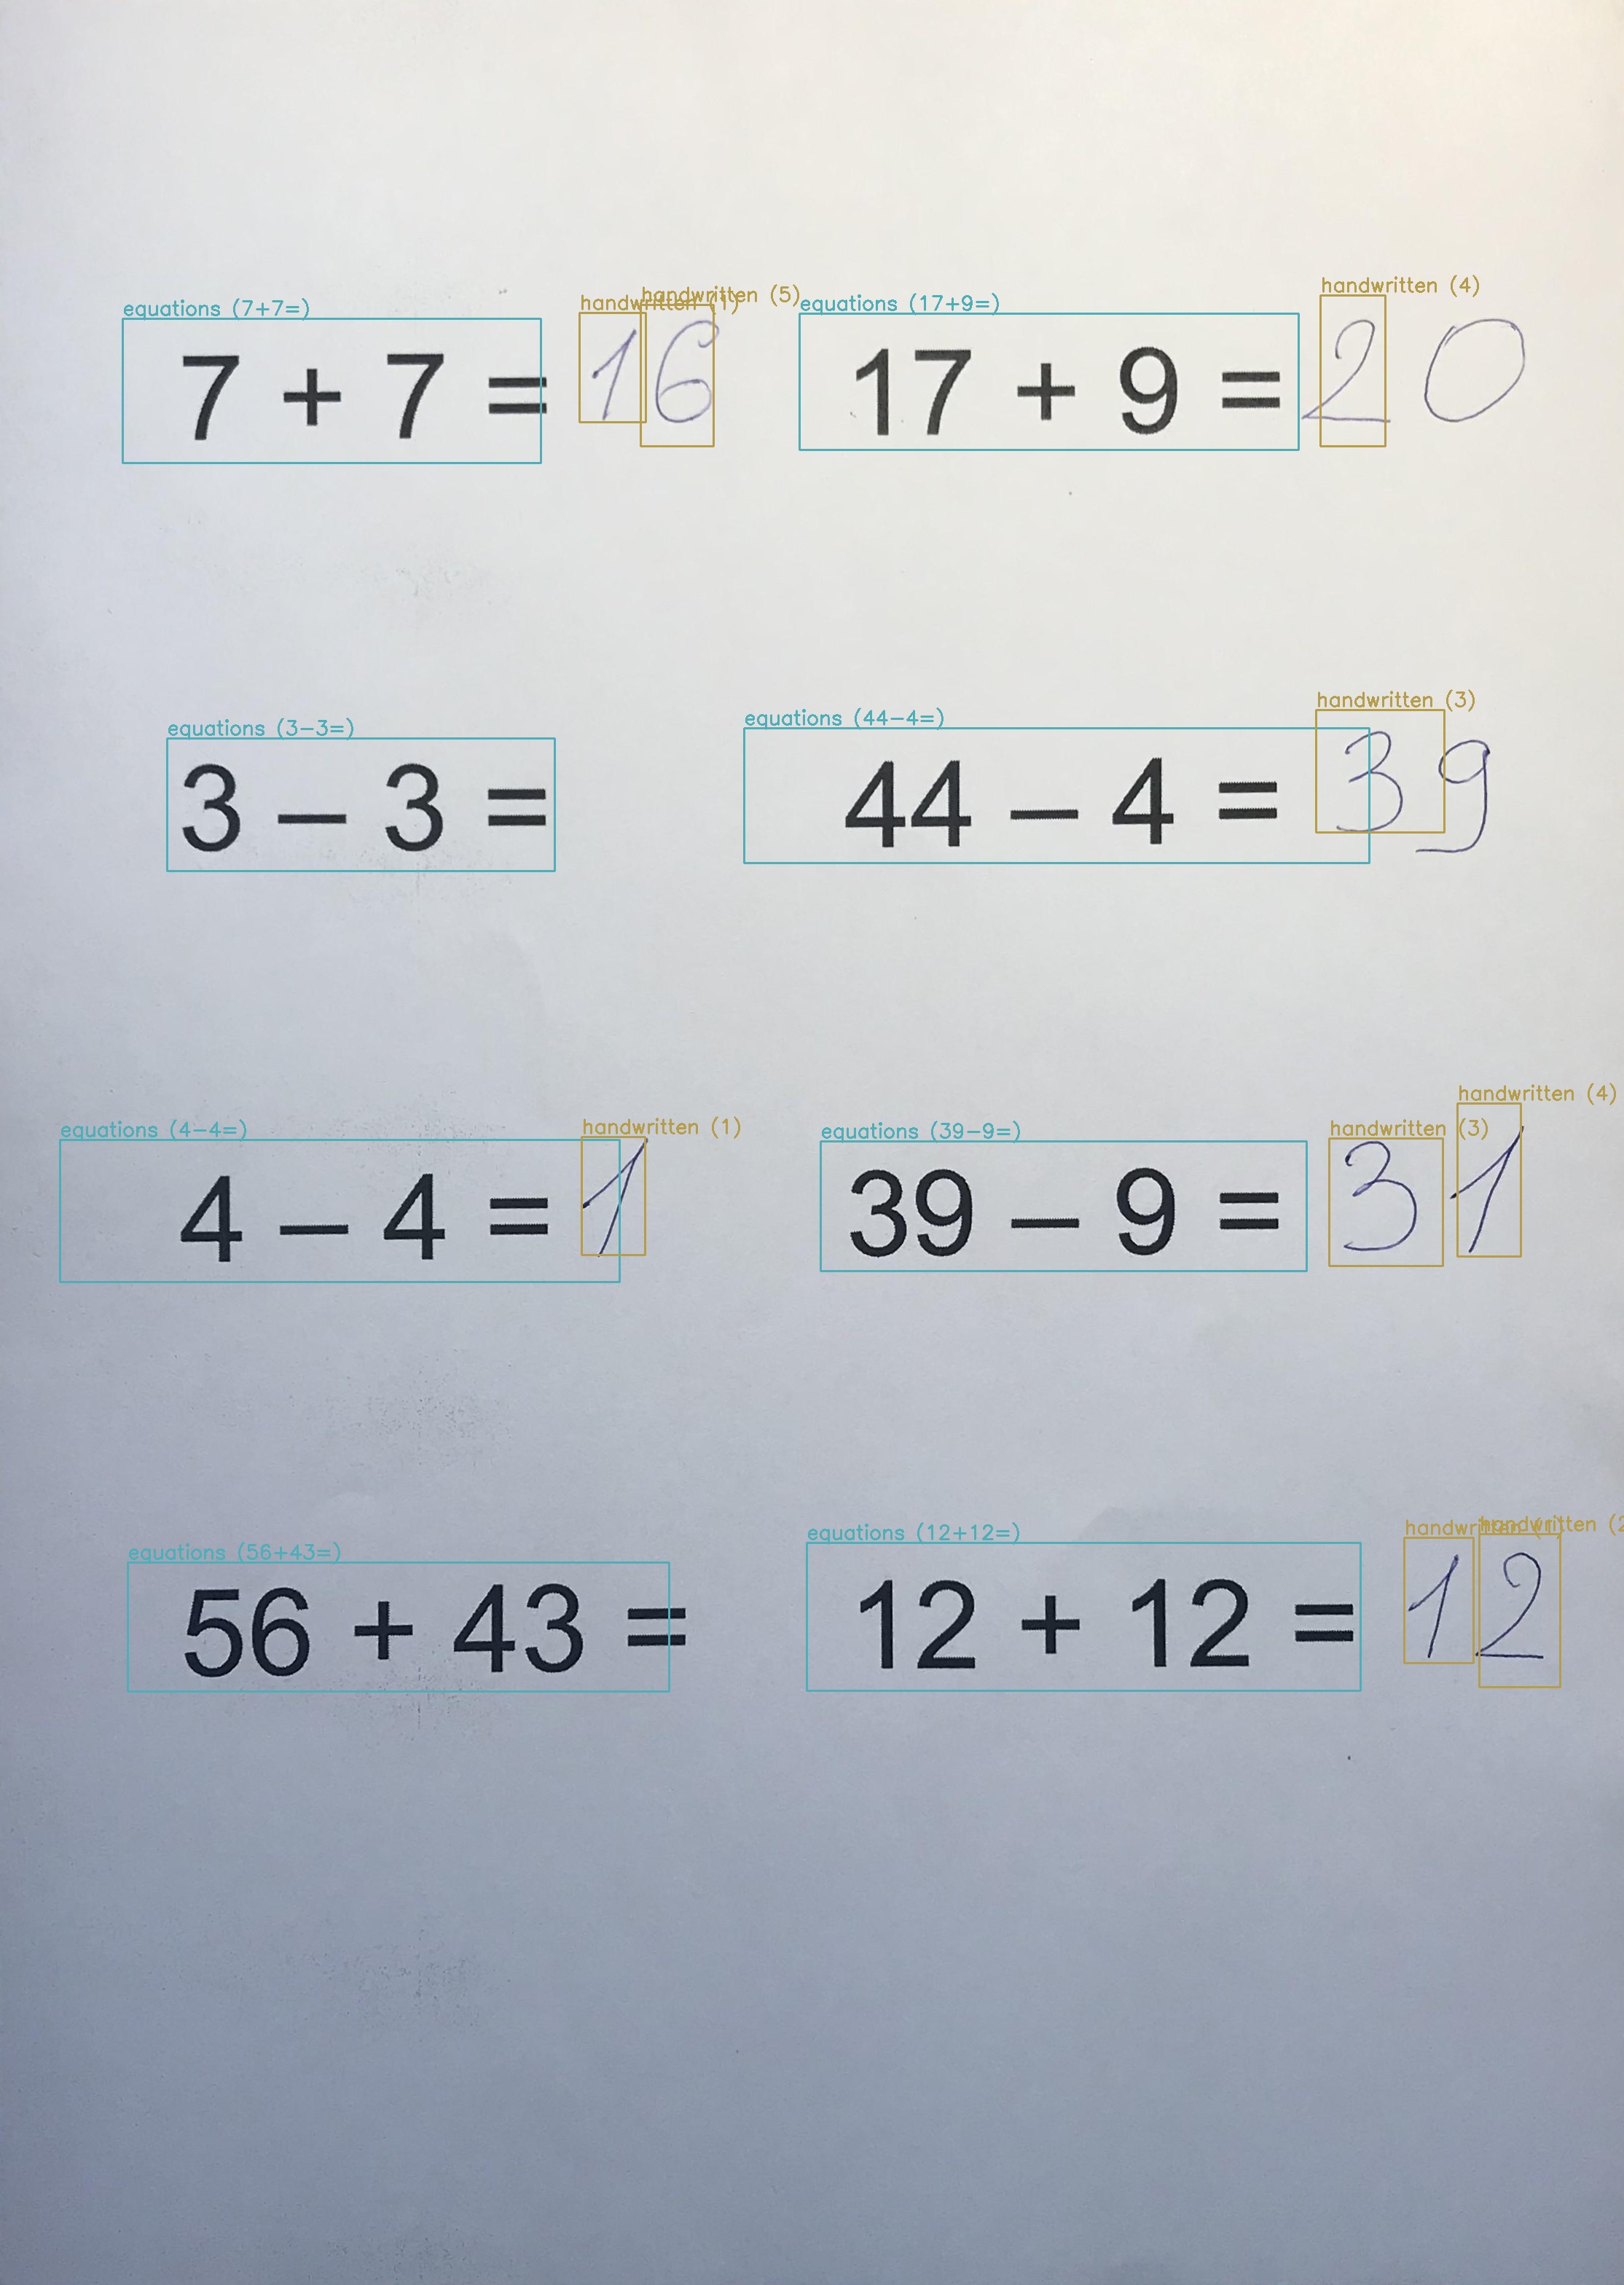 equations (7+7=) handwritten (1) handwritten (5) equations (17+9=) handwritten (4)
7 + 7 = 16 17 + 9 = 20
equations (3-3=) equations (44-4=) handwritten (3)
3 – 3 = 44 – 4 = 39
equations (4-4=) handwritten (1) equations (39-9=) handwritten (3) handwritten (4)
4 – 4 = 1 39 – 9 = 31
equations (56+43=) equations (12+12=) handwritten (1) handwritten (2
56 + 43 = 12 + 12 = 12